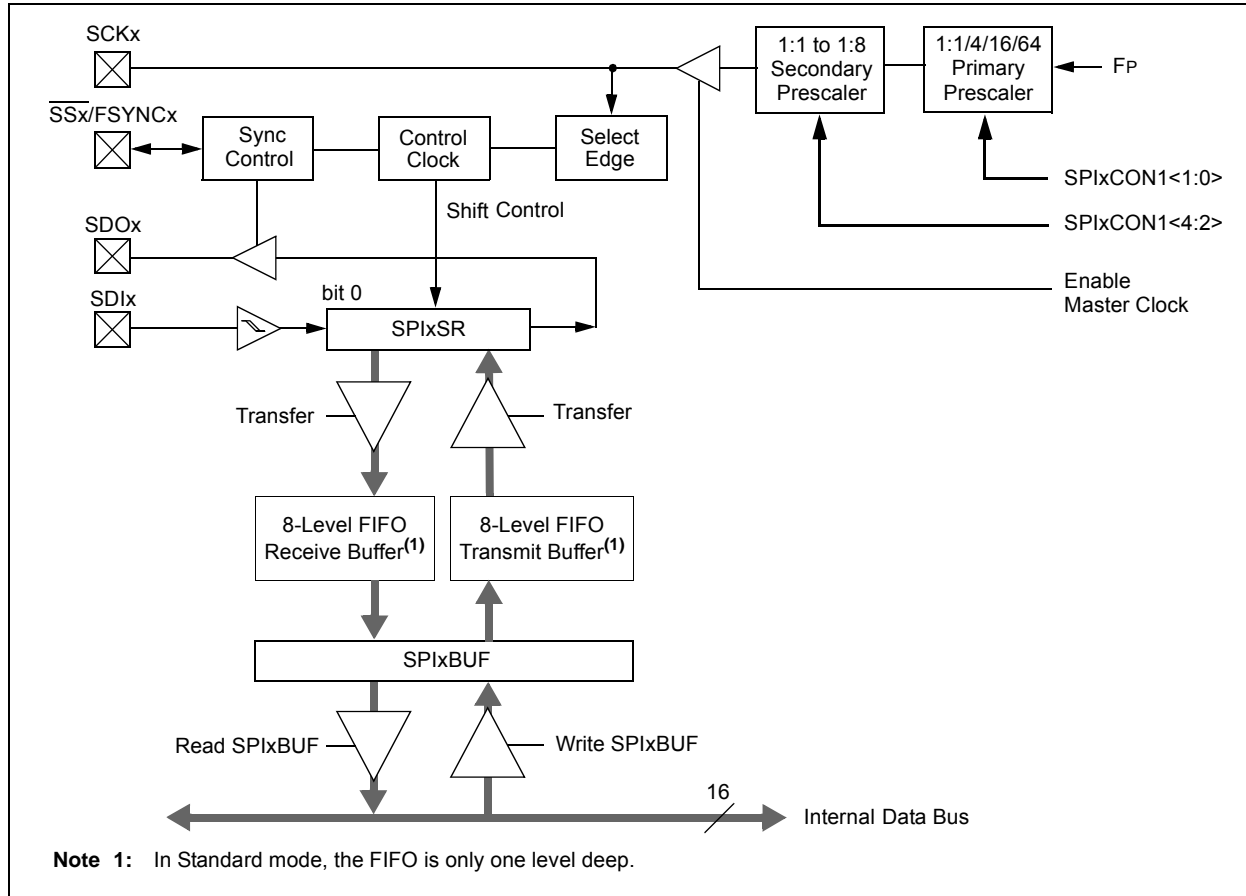 SCKx
1:1 to 1:8
Secondary
Prescaler
1:1/4/16/64
Primary
Prescaler
FP
SSx/FSYNCx
Sync
Control
Control
Clock
Select
Edge
SPIxCON1<1:0>
Shift Control
SDOx
SPIxCON1<4:2>
Enable
Master Clock
SDIx
bit 0
SPIxSR
Transfer
Transfer
8-Level FIFO
Receive Buffer(1)
8-Level FIFO
Transmit Buffer(1)
SPIxBUF
Read SPIxBUF
Write SPIxBUF
16
Internal Data Bus
Note 1: In Standard mode, the FIFO is only one level deep.